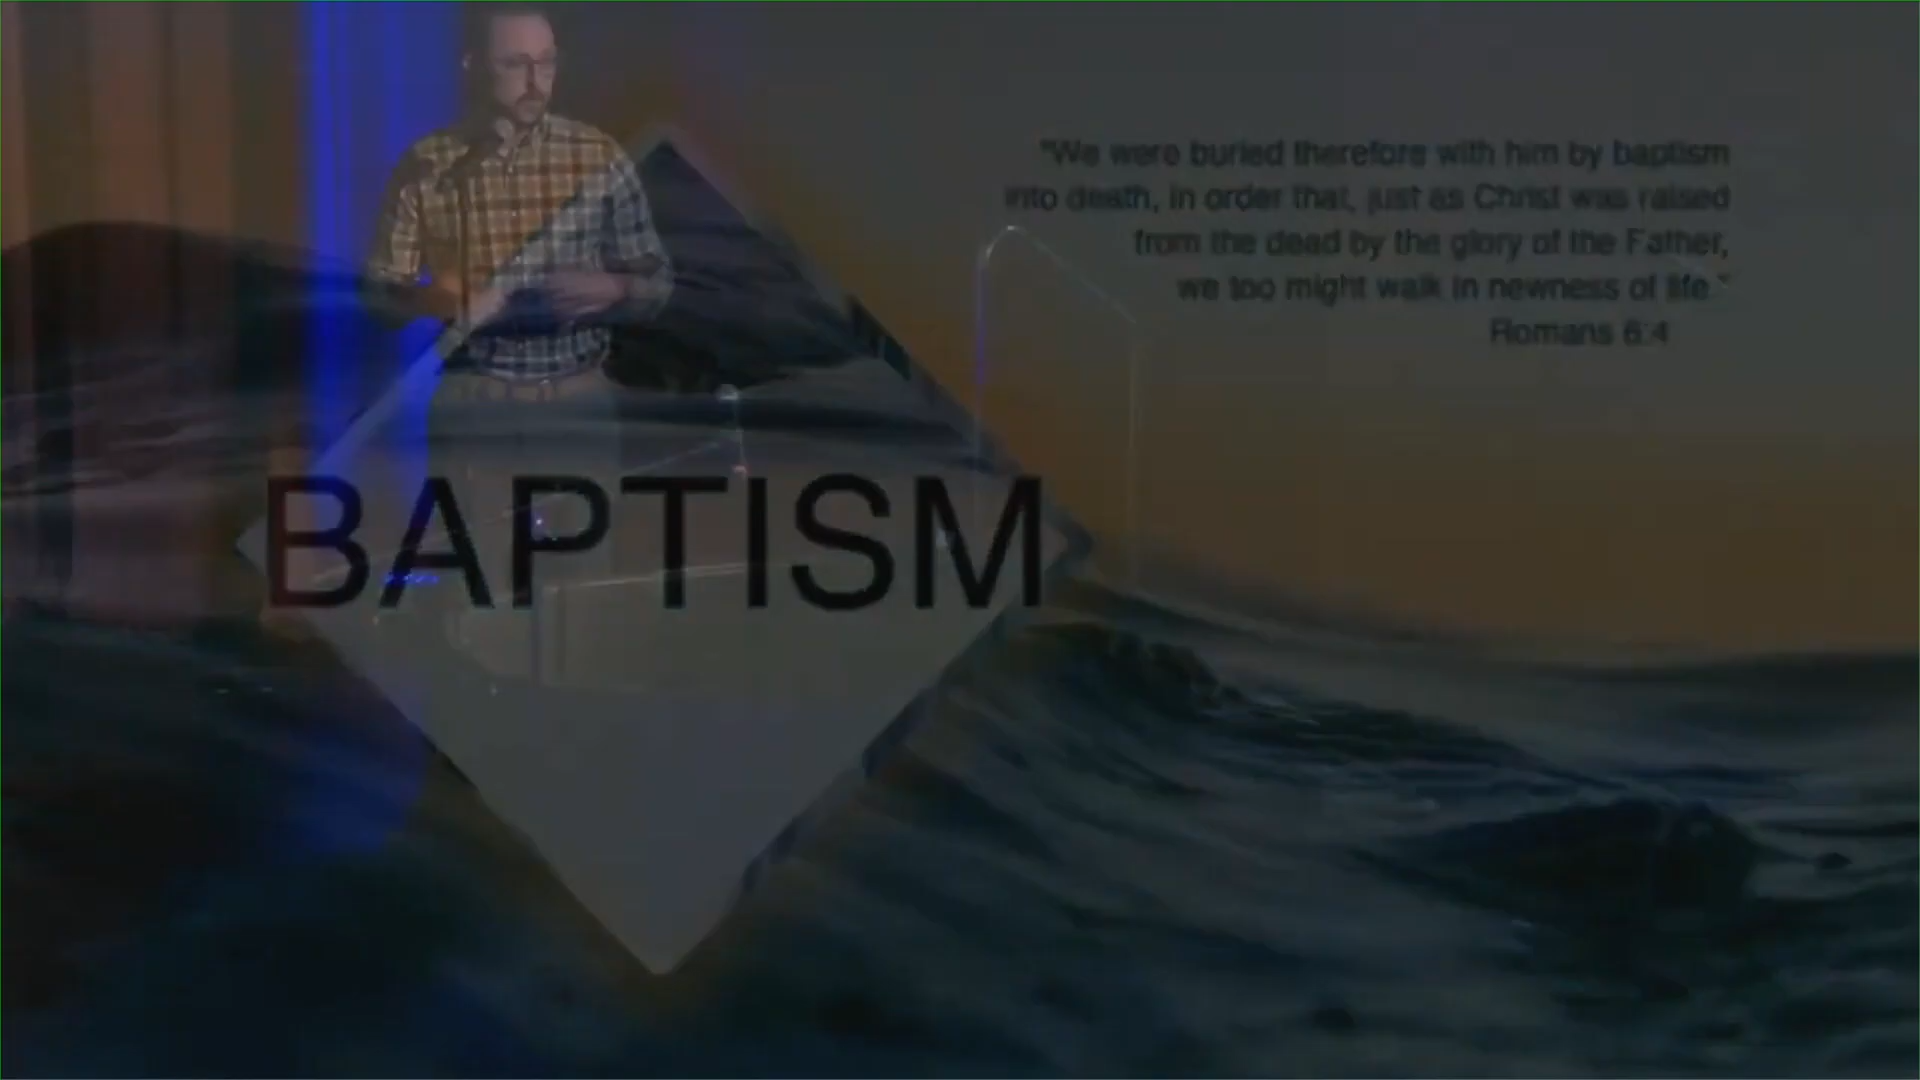 "We were buried therefore with him by baptism
into death, in order that, just as Christ was raised
from the dead by the glory of the Father,
we too might walk in newness of life."
Romans 6:4
BAPTISM